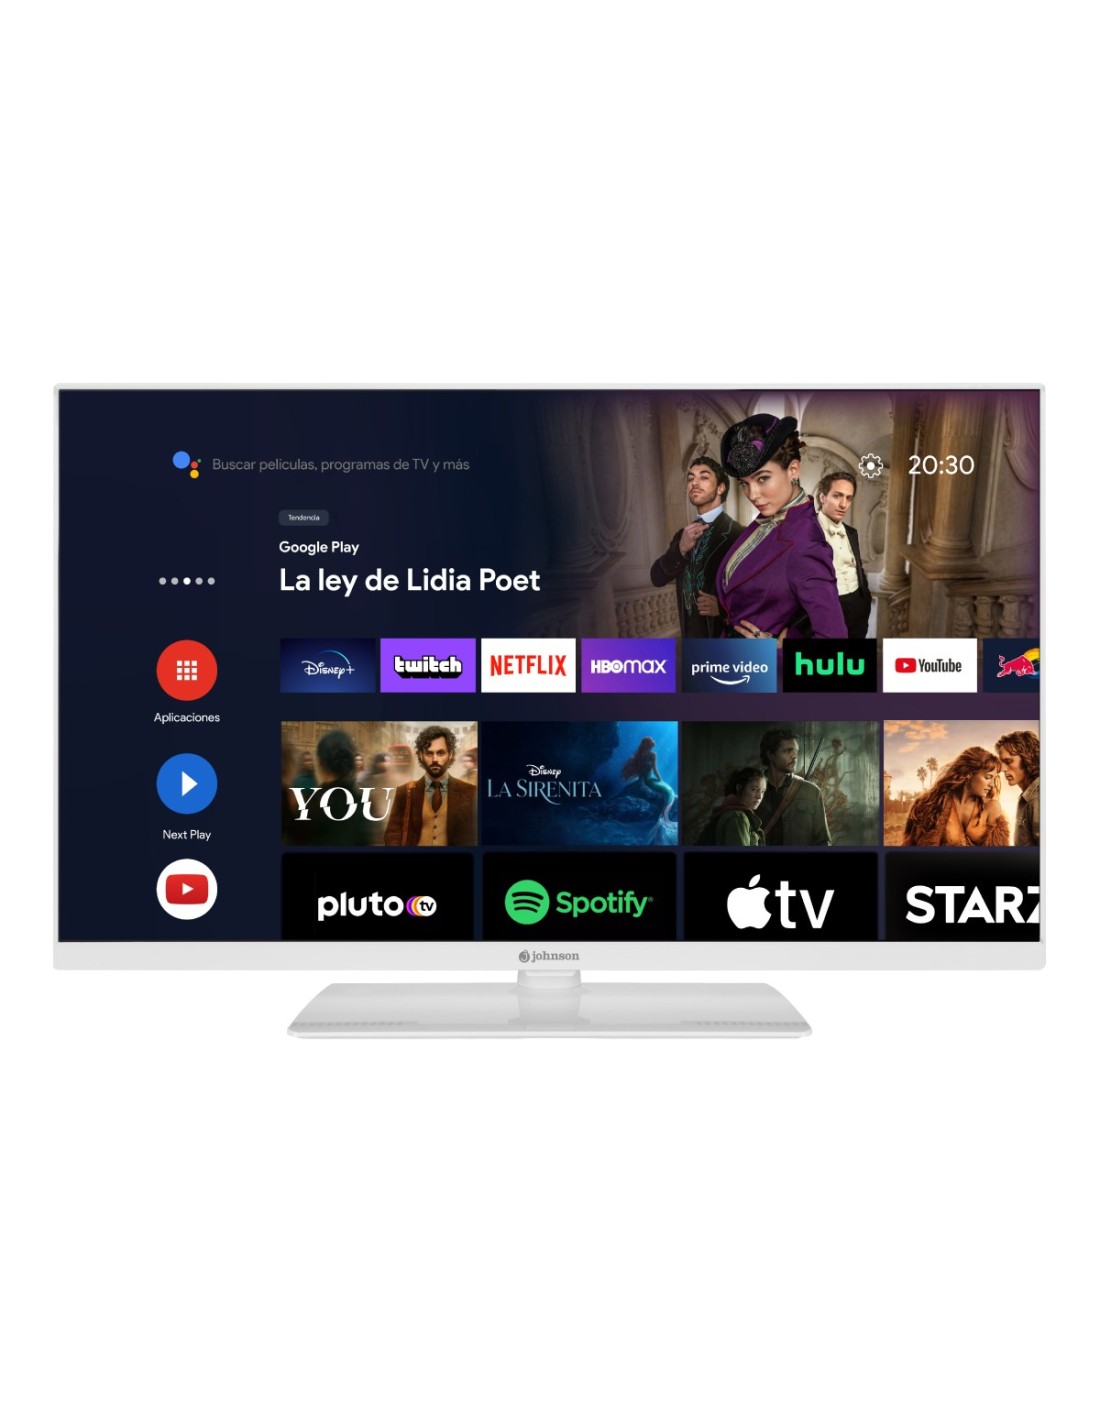 Buscar películas, programas de TV y más
20:30
Tendencia
Google Play
La ley de Lidia Poet
Disney+
twitch
NETFLIX
HBOMAX
prime video
hulu
YouTube
Aplicaciones
YOU
Disney
LA SIRENITA
Next Play
pluto tv
Spotify
tv
STARZ
johnson